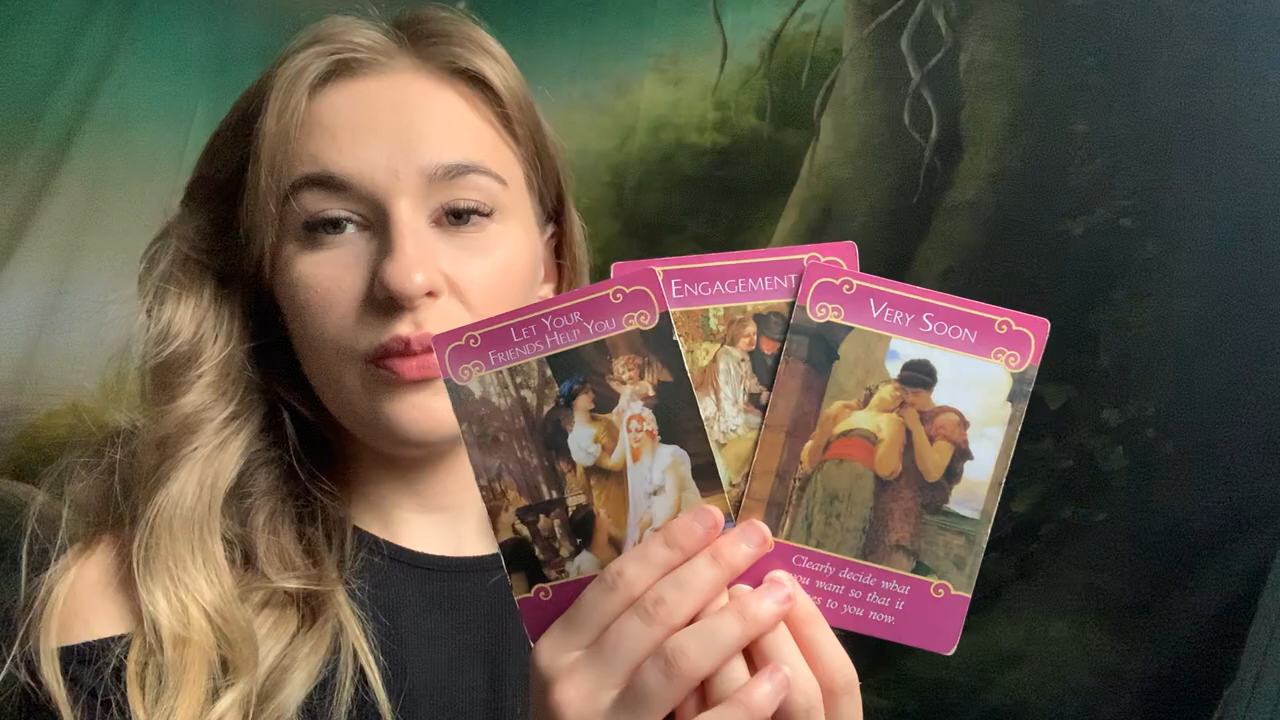 LET YOUR
FRIENDS HELP YOU
ENGAGEMENT
VERY SOON
Clearly decide what
you want so that it
to you now.